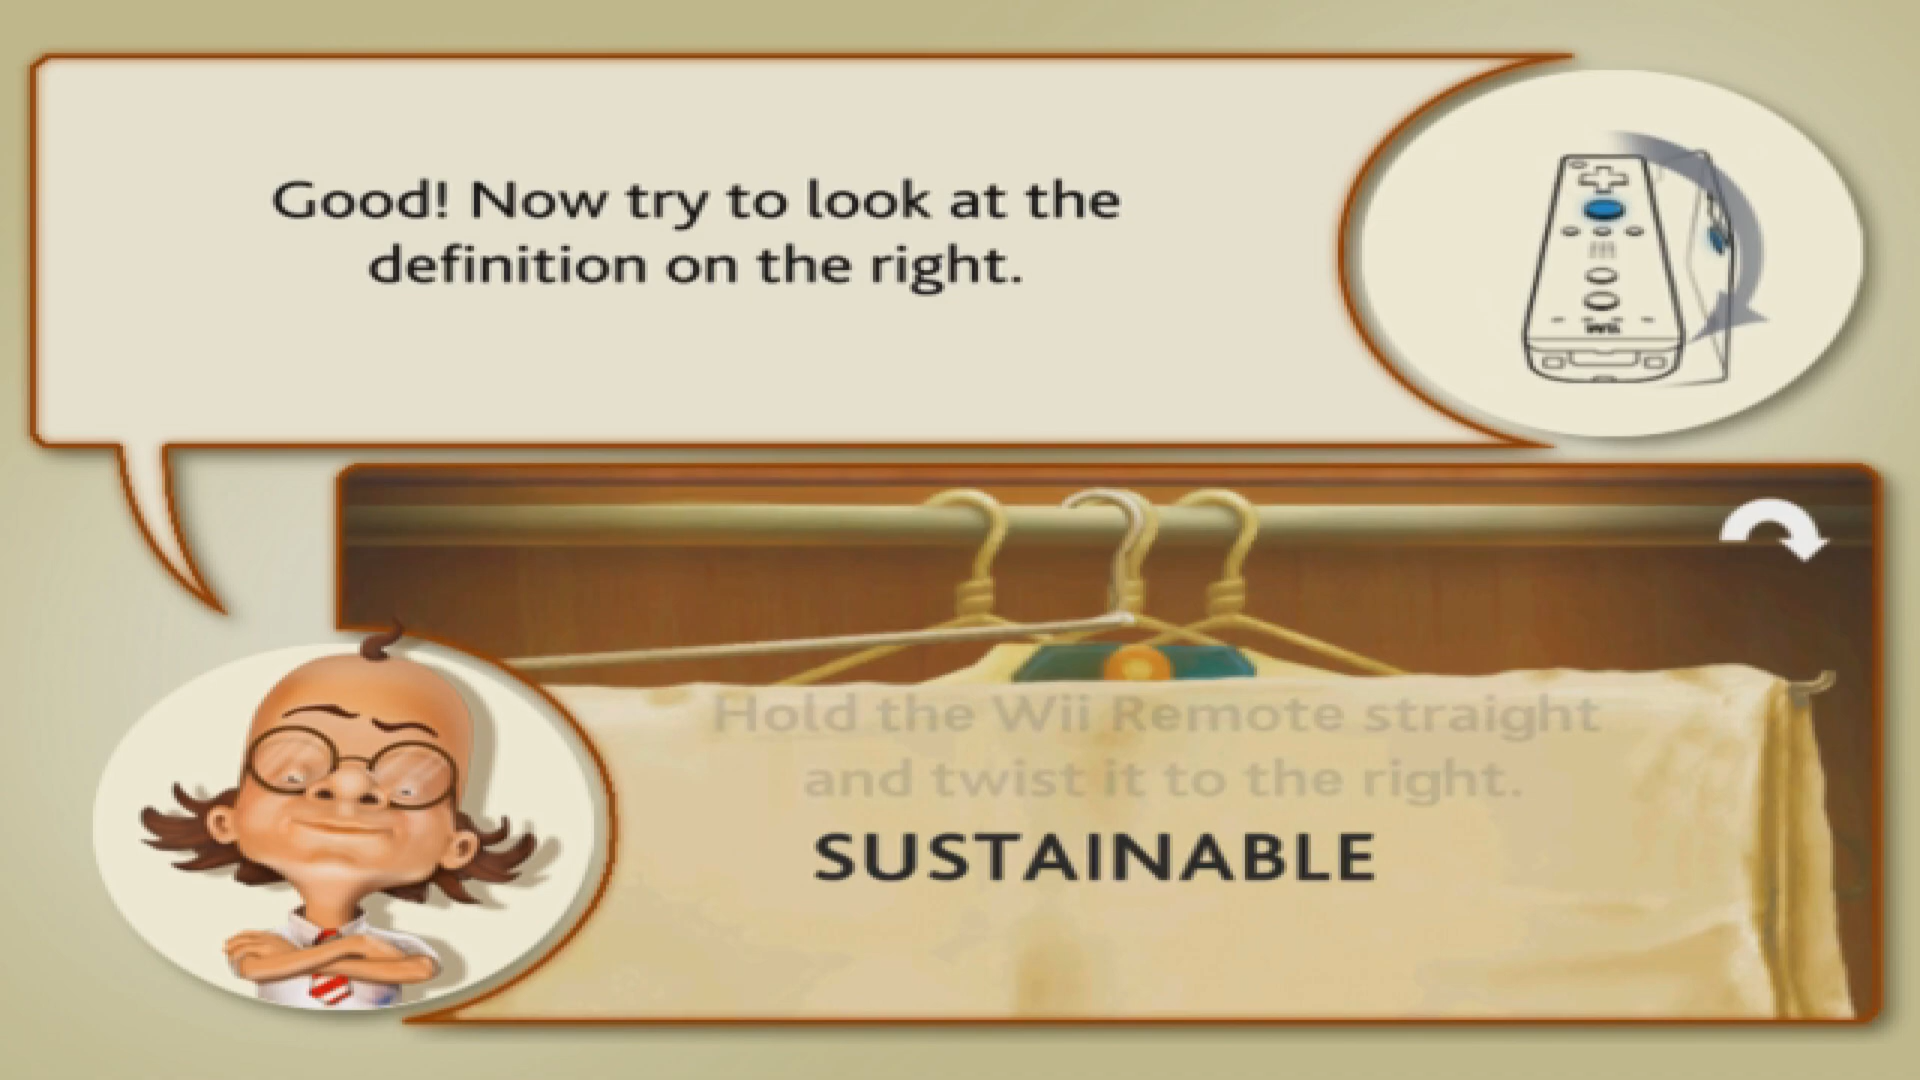 Good! Now try to look at the
definition on the right.
Wii
Hold the Wii Remote straight
and twist it to the right.
SUSTAINABLE